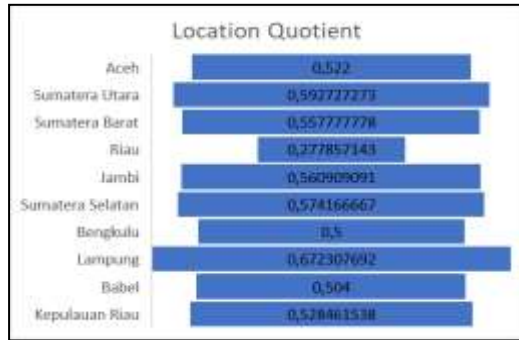 Location Quotient
Aceh 0,522
Sumatera Utara 0,592727273
Sumatera Barat 0,557777778
Riau 0,277857143
Jambi 0,560909091
Sumatera Selatan 0,574166667
Bengkulu 0,5
Lampung 0,672307692
Babel 0,504
Kepulauan Riau 0,528461538